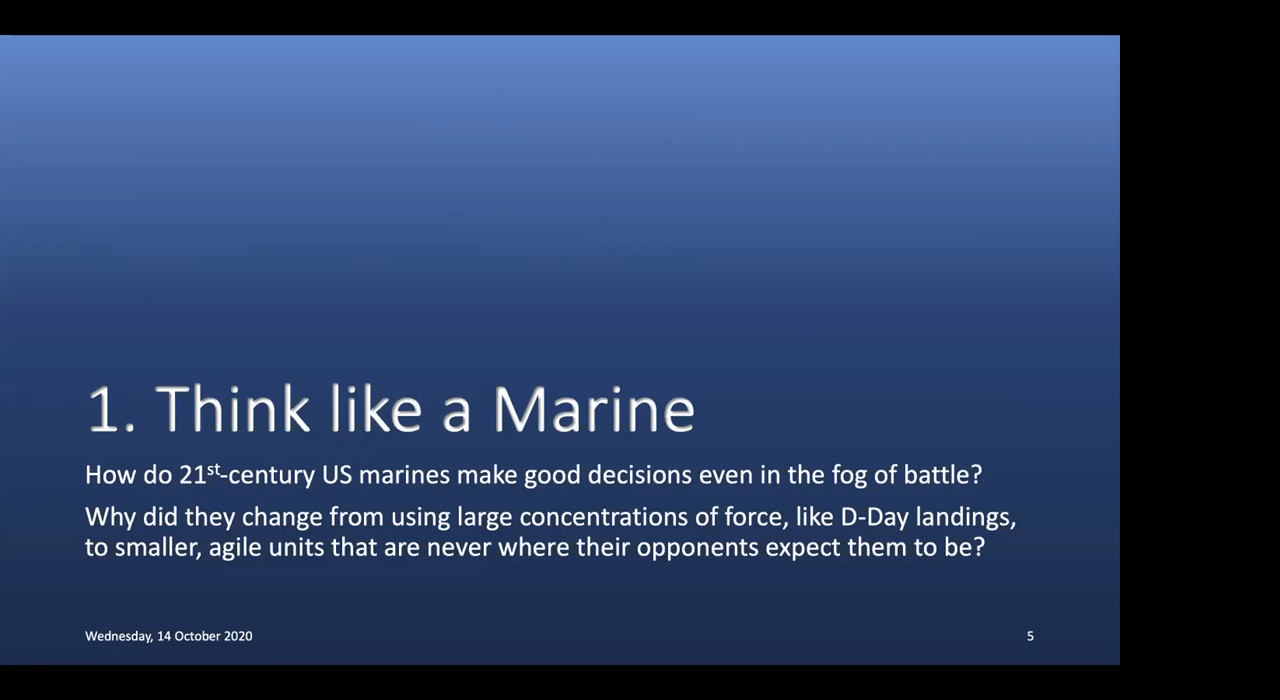 1. Think like a Marine
How do 21st-century US marines make good decisions even in the fog of battle?
Why did they change from using large concentrations of force, like D-Day landings,
to smaller, agile units that are never where their opponents expect them to be?
Wednesday, 14 October 2020
5